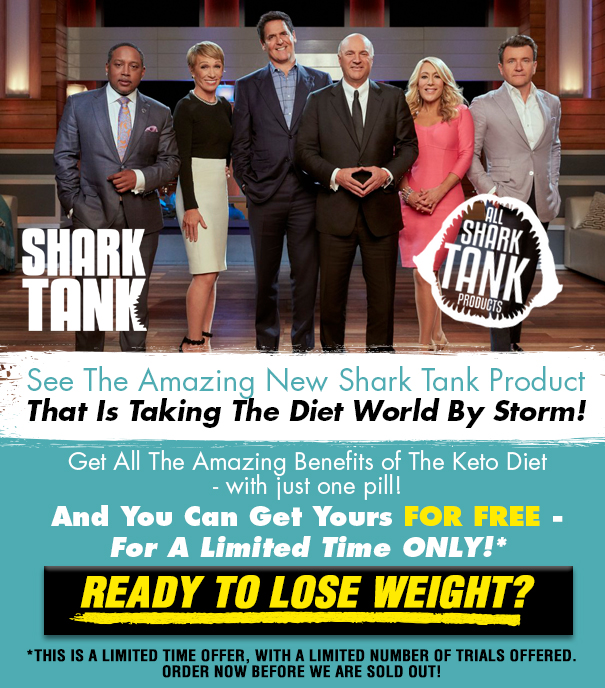 SHARK
TANK
ALL
SHARK
TANK
PRODUCTS
See The Amazing New Shark Tank Product
That Is Taking The Diet World By Storm!
Get All The Amazing Benefits of The Keto Diet
- with just one pill!
And You Can Get Yours FOR FREE -
For A Limited Time ONLY!*
READY TO LOSE WEIGHT?
*THIS IS A LIMITED TIME OFFER, WITH A LIMITED NUMBER OF TRIALS OFFERED.
ORDER NOW BEFORE WE ARE SOLD OUT!